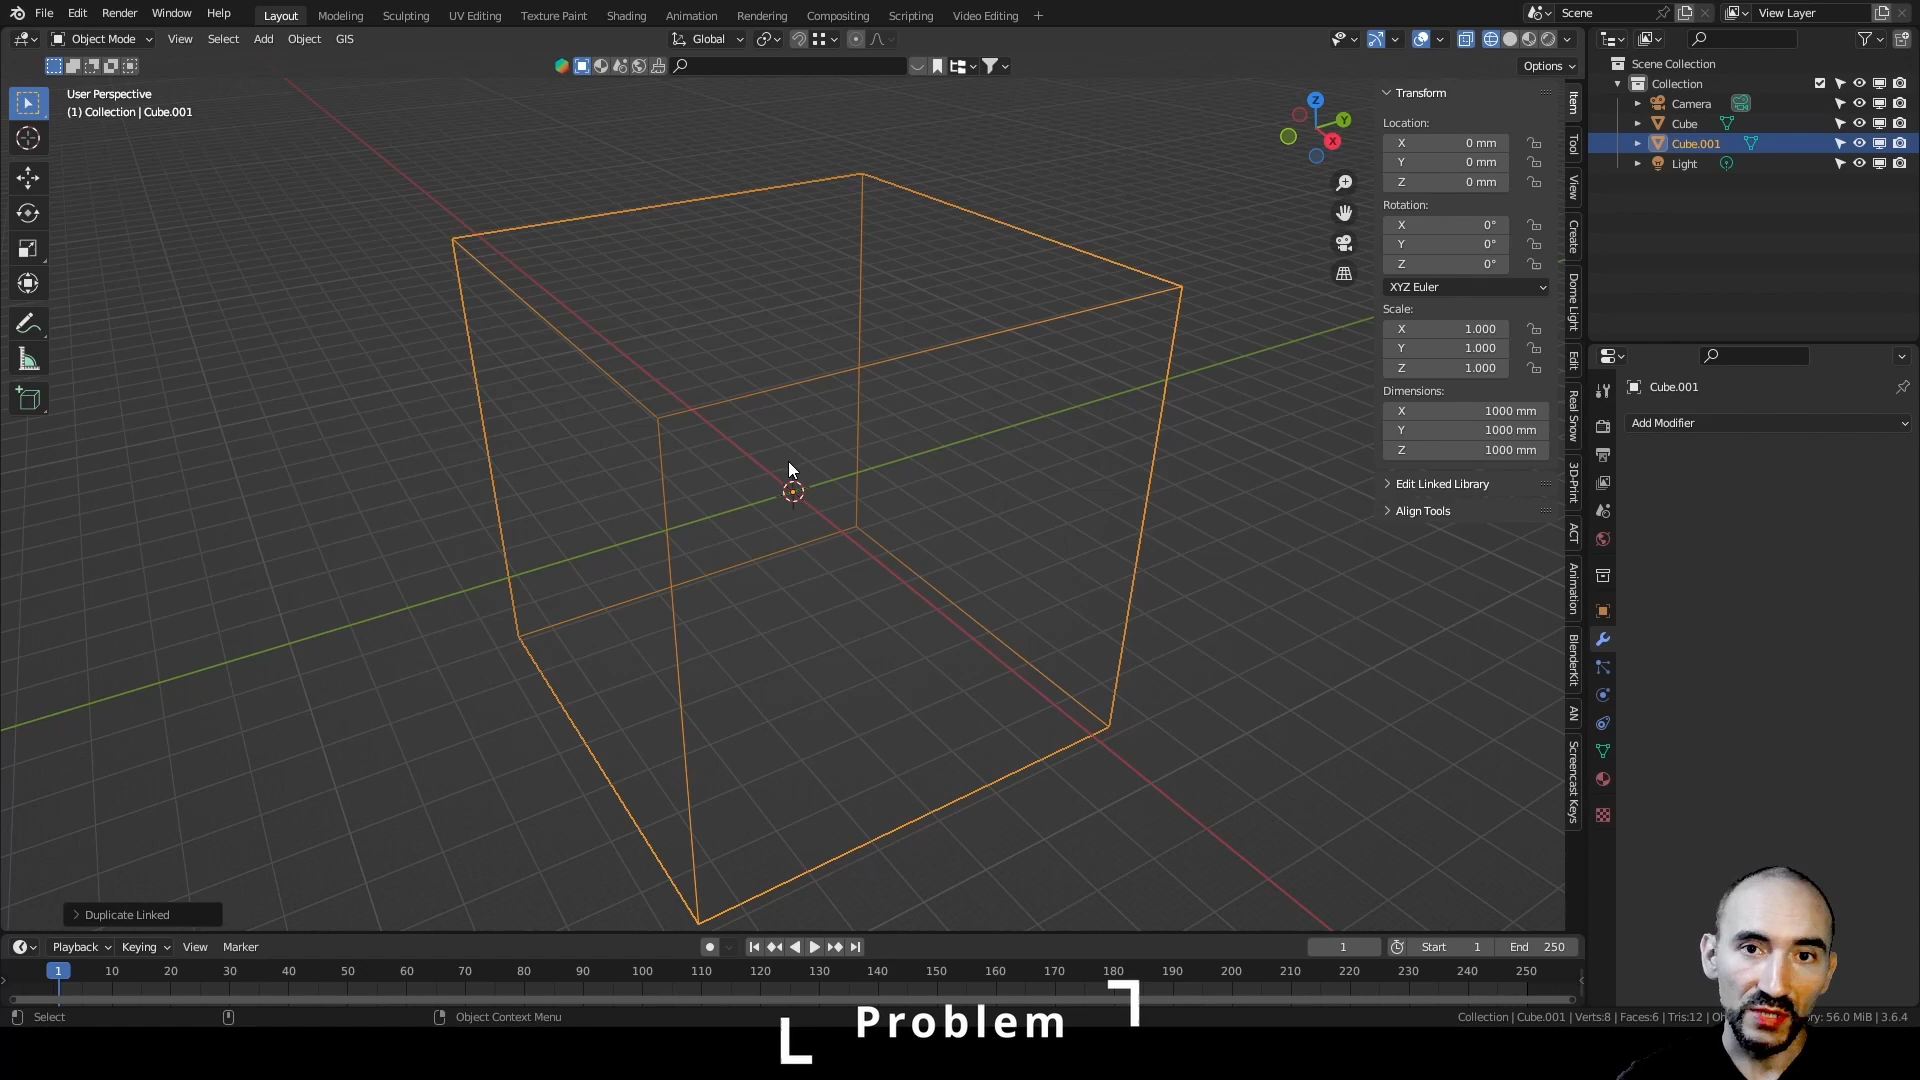 File Edit Render Window Help
Layout Modeling Sculpting UV Editing Texture Paint Shading Animation Rendering Compositing Scripting Video Editing +
Scene
View Layer
Object Mode View Select Add Object GIS
Global
Options
User Perspective
(1) Collection | Cube.001
Z
Y
X
Transform
Location:
X 0 mm
Y 0 mm
Z 0 mm
Rotation:
X 0°
Y 0°
Z 0°
XYZ Euler
Scale:
X 1.000
Y 1.000
Z 1.000
Dimensions:
X 1000 mm
Y 1000 mm
Z 1000 mm
Edit Linked Library
Align Tools
Item
Tool
View
Create
Dome Light
Edit
Real Snow
3D-Print
ACT
Animation
BlenderKit
AN
Screencast Keys
Scene Collection
Collection
Camera
Cube
Cube.001
Light
Cube.001
Add Modifier
Duplicate Linked
Playback Keying View Marker
1 Start 1 End 250
1 10 20 30 40 50 60 70 80 90 100 110 120 130 140 150 160 170 180 190 200 210 220 230 240 250
Select
Object Context Menu
Collection | Cube.001 | Verts:8 | Faces:6 | Tris:12 |
56.0 MiB | 3.6.4
Problem